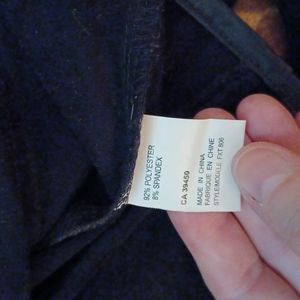 92% POLYESTER
8% SPANDEX
CA 39450
MADE IN CHINA
FABRIQUE EN CHINE
STYLE/MODELE: FXT 806